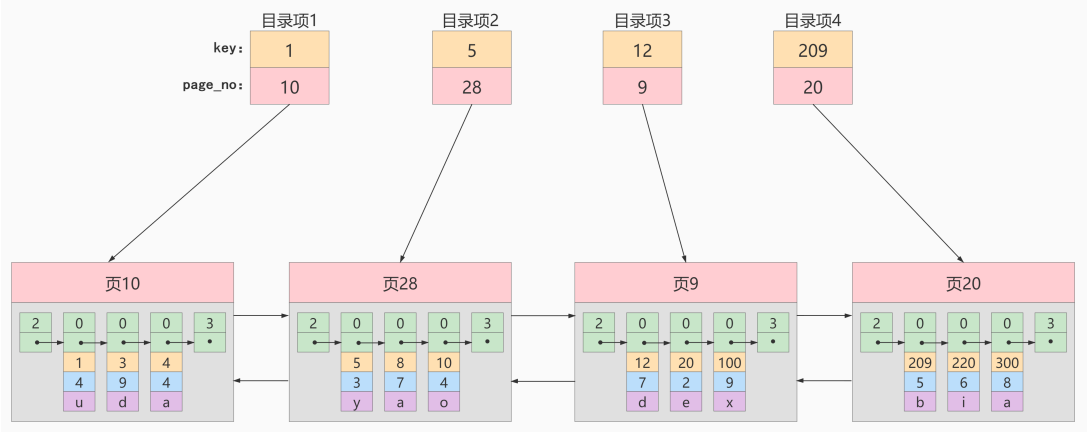 目录项1 目录项2 目录项3 目录项4
key: 1 5 12 209
page_no: 10 28 9 20
页10 页28 页9 页20
2 0 0 0 3 2 0 0 0 3 2 0 0 0 3 2 0 0 0 3
1 3 4 5 8 10 12 20 100 209 220 300
4 9 4 3 7 4 7 2 9 5 6 8
u d a y a o d e x b i a